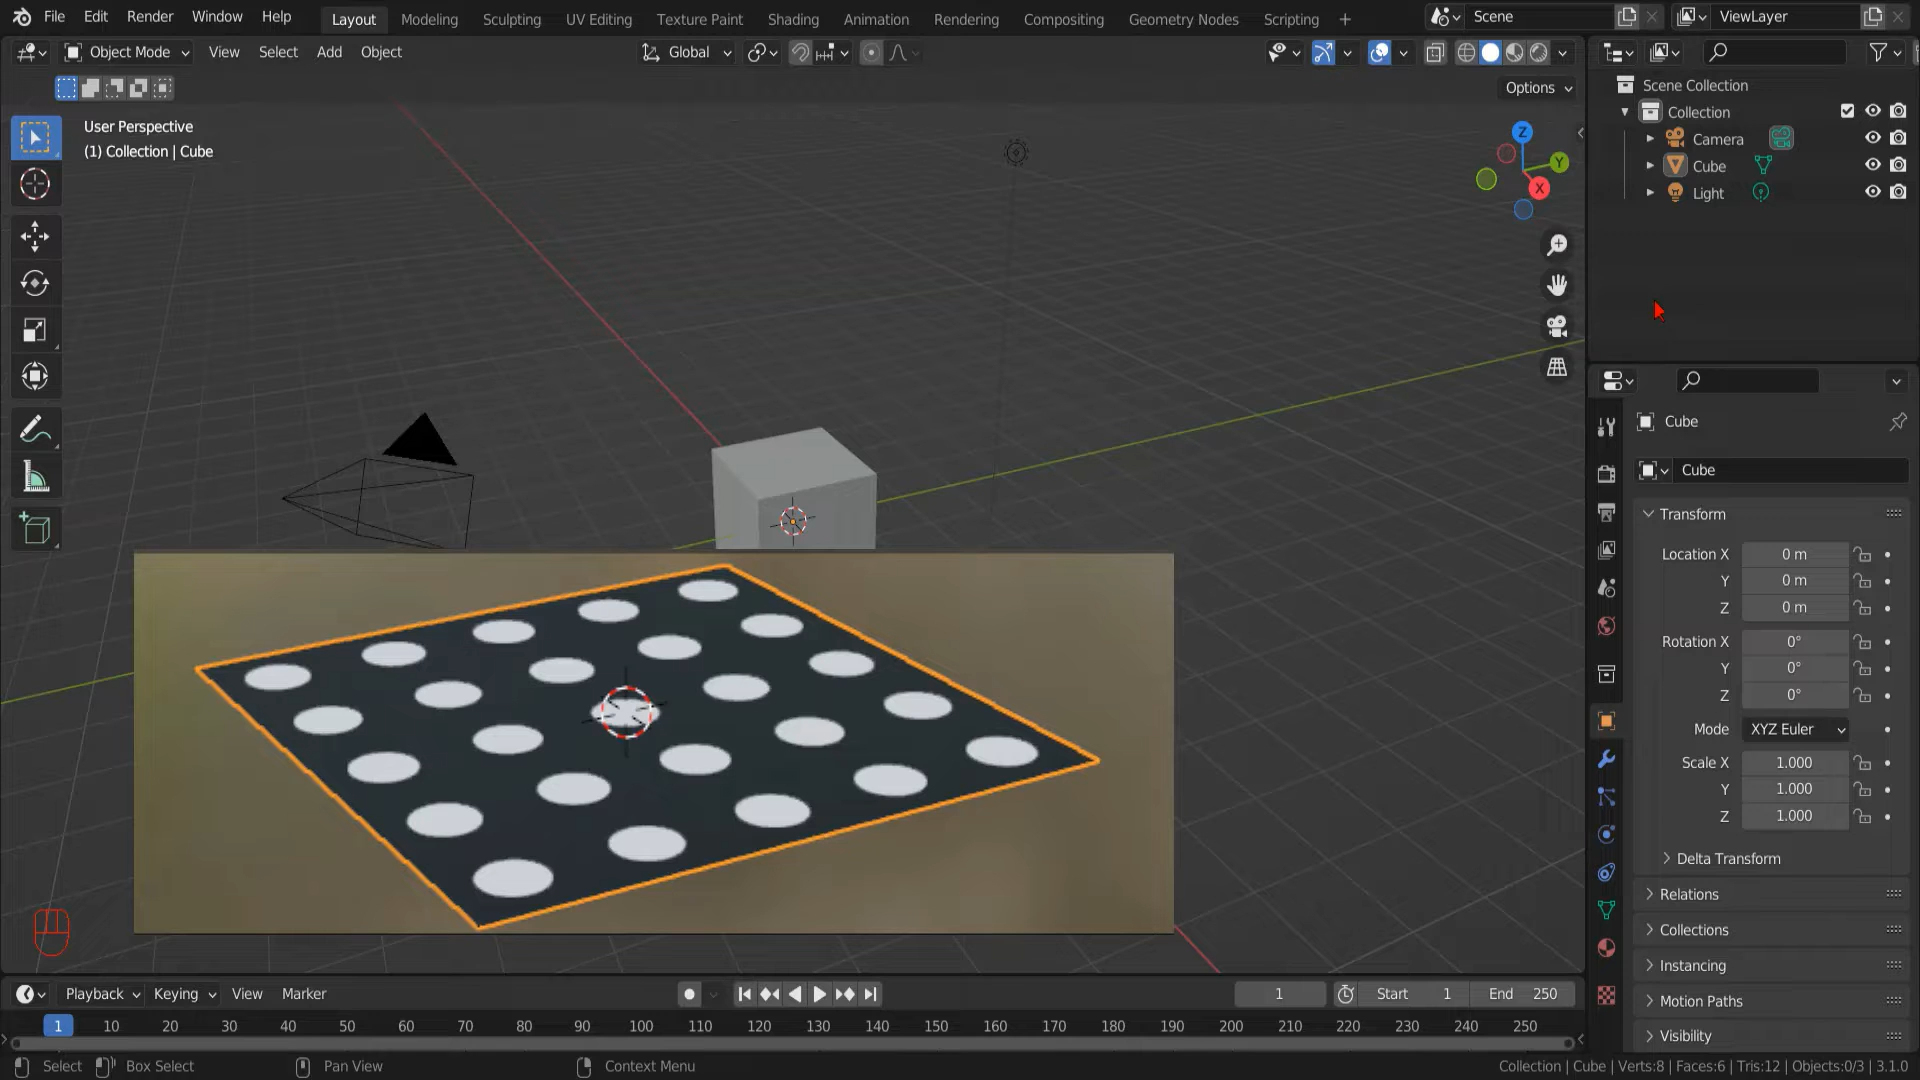 File Edit Render Window Help Layout Modeling Sculpting UV Editing Texture Paint Shading Animation Rendering Compositing Geometry Nodes Scripting + Scene ViewLayer
Object Mode View Select Add Object Global
Options
User Perspective
(1) Collection | Cube
Z
Y
X
Scene Collection
Collection
Camera
Cube
Light
Cube
Cube
Transform
Location X 0 m
Y 0 m
Z 0 m
Rotation X 0°
Y 0°
Z 0°
Mode XYZ Euler
Scale X 1.000
Y 1.000
Z 1.000
Delta Transform
Relations
Collections
Instancing
Motion Paths
Visibility
Playback Keying View Marker 1 Start 1 End 250
1 10 20 30 40 50 60 70 80 90 100 110 120 130 140 150 160 170 180 190 200 210 220 230 240 250
Select Box Select Pan View Context Menu Collection | Cube | Verts:8 | Faces:6 | Tris:12 | Objects:0/3 | 3.1.0